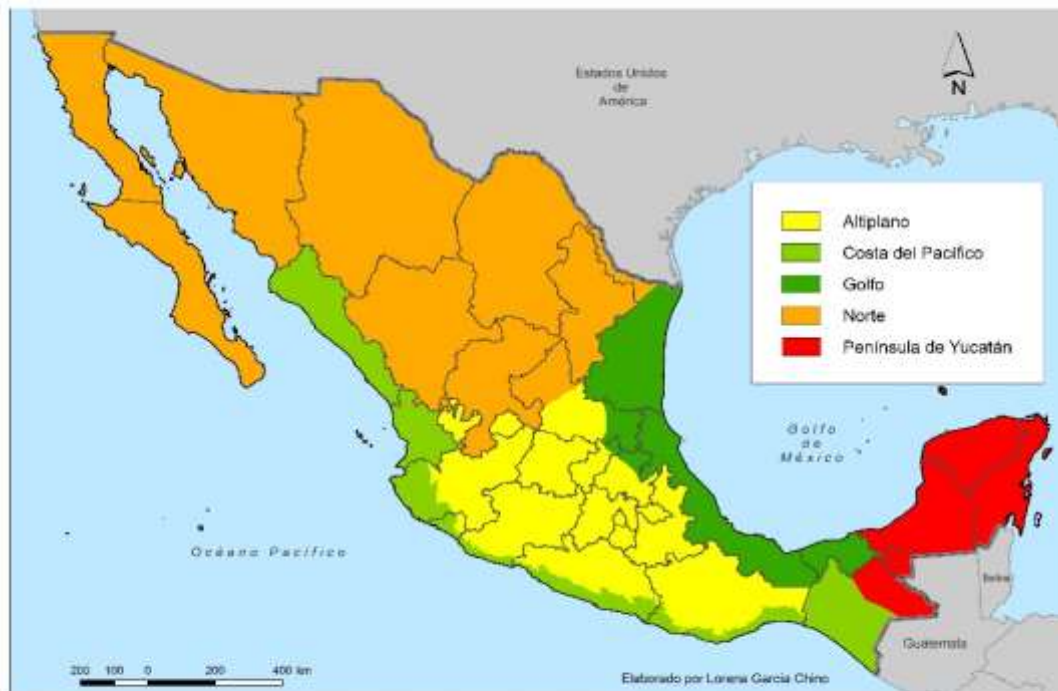 Estados Unidos
de
América
N
Altiplano
Costa del Pacífico
Golfo
Norte
Península de Yucatán
Golfo
de
México
Océano Pacífico
Belice
Guatemala
200 100 0 200 400 km
Elaborado por Lorena García Chino